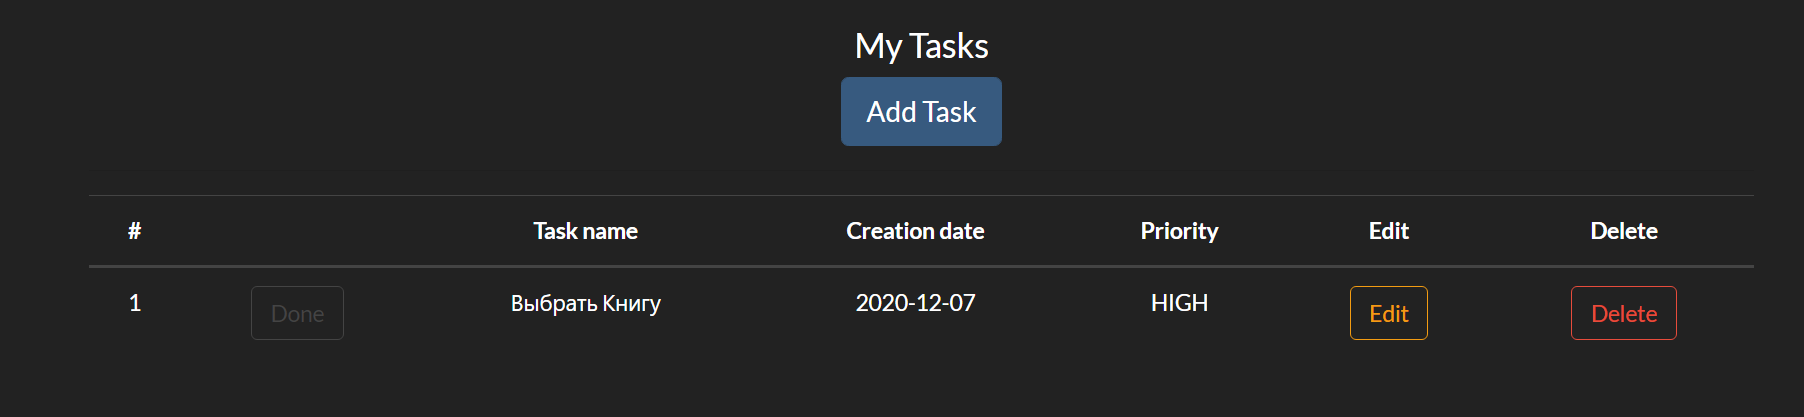 My Tasks
Add Task
# Task name Creation date Priority Edit Delete
1 Done Выбрать Книгу 2020-12-07 HIGH Edit Delete